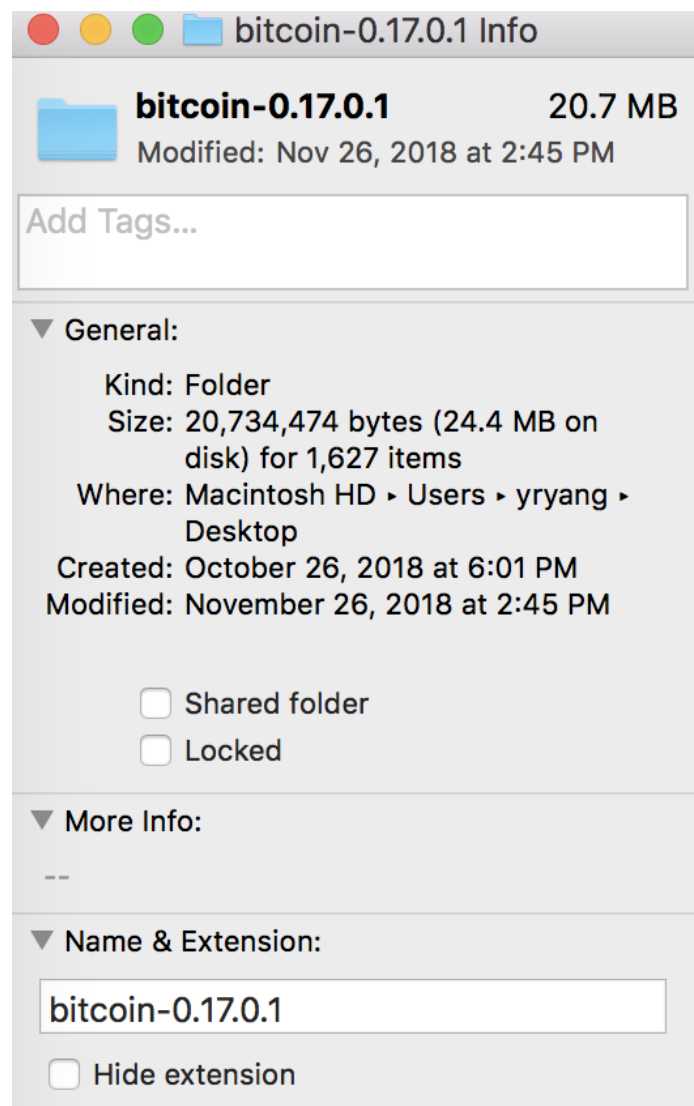 bitcoin-0.17.0.1 Info
bitcoin-0.17.0.1 20.7 MB
Modified: Nov 26, 2018 at 2:45 PM
Add Tags...
General:
Kind: Folder
Size: 20,734,474 bytes (24.4 MB on
disk) for 1,627 items
Where: Macintosh HD ▸ Users ▸ yryang ▸
Desktop
Created: October 26, 2018 at 6:01 PM
Modified: November 26, 2018 at 2:45 PM
Shared folder
Locked
More Info:
--
Name & Extension:
bitcoin-0.17.0.1
Hide extension